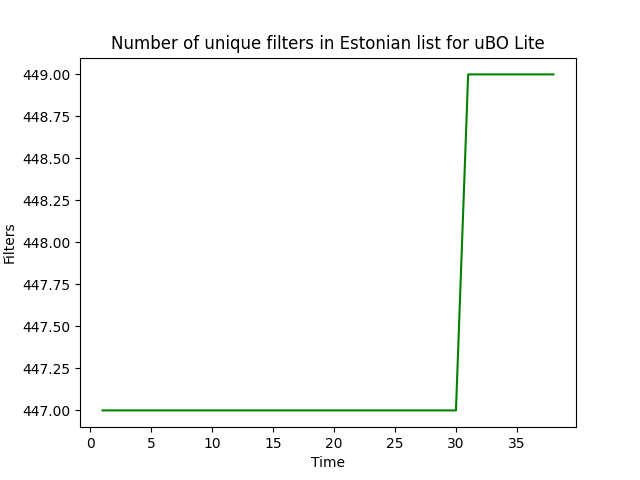 Number of unique filters in Estonian list for uBO Lite
449.00
448.75
448.50
448.25
448.00
447.75
447.50
447.25
447.00
Filters
0 5 10 15 20 25 30 35
Time